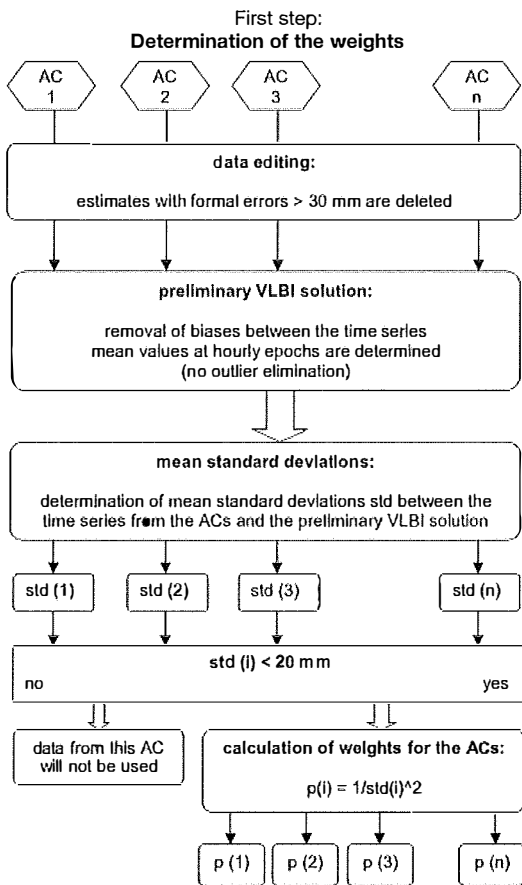 First step:
Determination of the weights
AC AC AC AC
1 2 3 n
data editing:
estimates with formal errors > 30 mm are deleted
preliminary VLBI solution:
removal of biases between the time series
mean values at hourly epochs are determined
(no outlier elimination)
mean standard deviations:
determination of mean standard deviations std between the
time series from the ACs and the preliminary VLBI solution
std (1) std (2) std (3) std (n)
std (i) < 20 mm
no yes
data from this AC
will not be used
calculation of weights for the ACs:
p(i) = 1/std(i)^2
p (1) p (2) p (3) p (n)